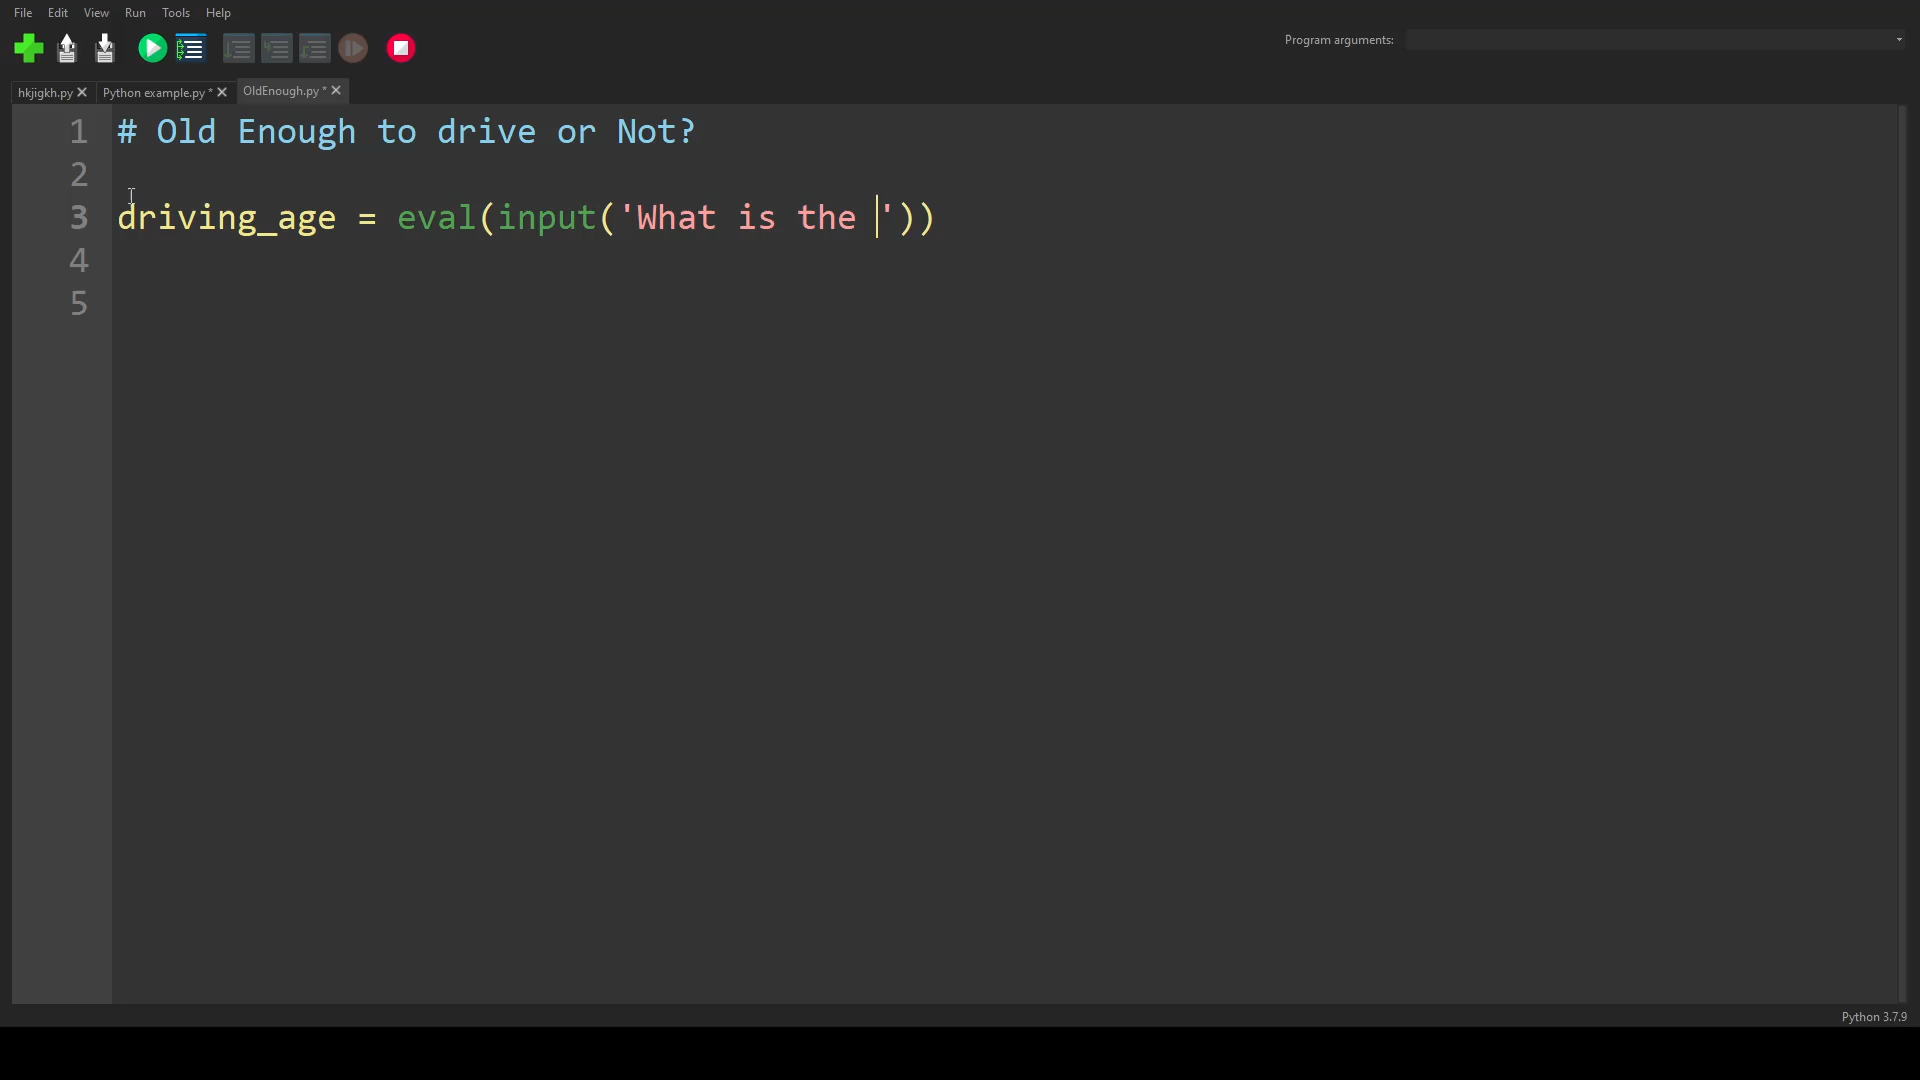 File Edit View Run Tools Help
Program arguments:
hkjigkh.py Python example.py * OldEnough.py *
1 # Old Enough to drive or Not?
2
3 driving_age = eval(input('What is the '))
4
5
Python 3.7.9